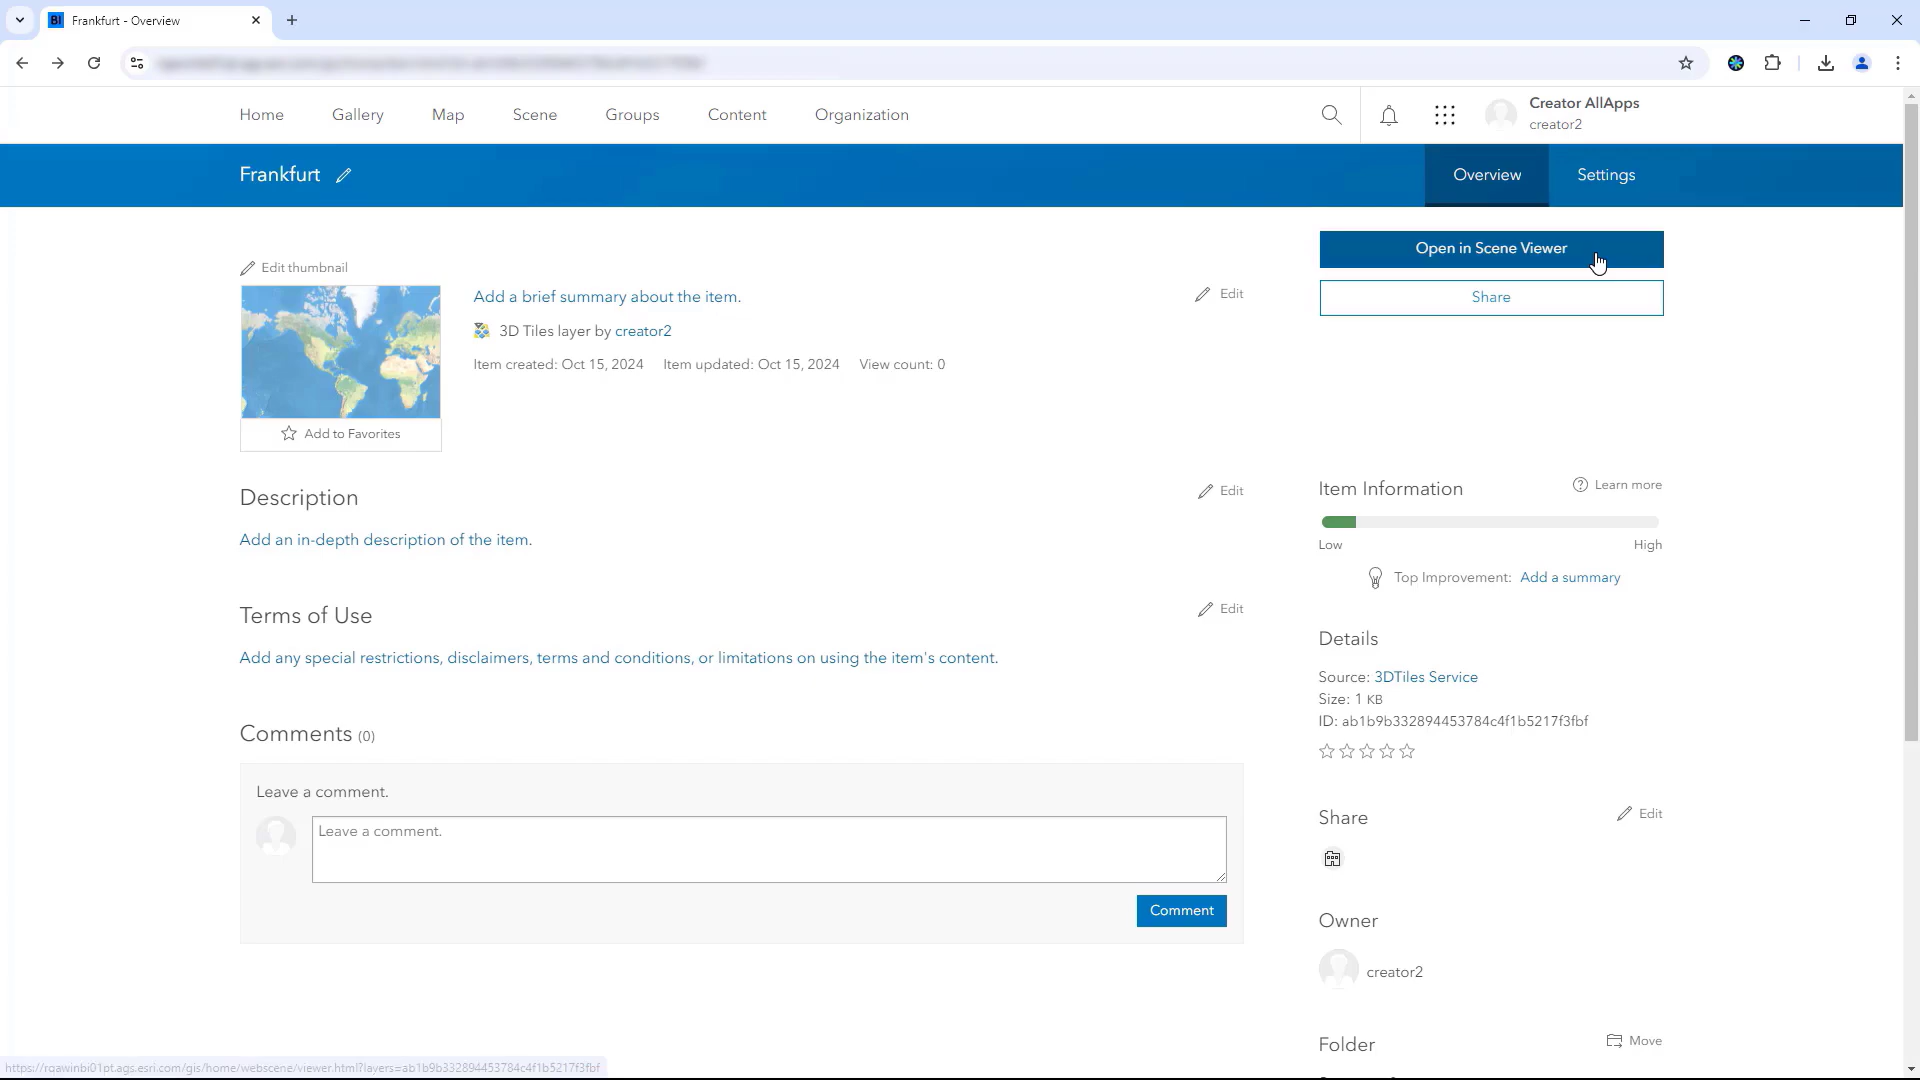 Frankfurt - Overview
Home
Gallery
Map
Scene
Groups
Content
Organization
Creator AllApps
creator2
Frankfurt
Overview
Settings
Open in Scene Viewer
Share
Edit thumbnail
Add a brief summary about the item.
Edit
3D Tiles layer by creator2
Item created: Oct 15, 2024 Item updated: Oct 15, 2024 View count: 0
Add to Favorites
Description
Edit
Add an in-depth description of the item.
Terms of Use
Edit
Add any special restrictions, disclaimers, terms and conditions, or limitations on using the item's content.
Comments (0)
Leave a comment.
Leave a comment.
Comment
Item Information
Learn more
Low
High
Top Improvement: Add a summary
Details
Source: 3DTiles Service
Size: 1 KB
ID: ab1b9b332894453784c4f1b5217f3fbf
Share
Edit
Owner
creator2
Folder
Move
https://rqawinbi01pt.ags.esri.com/gis/home/webscene/viewer.html?layers=ab1b9b332894453784c4f1b5217f3fbf